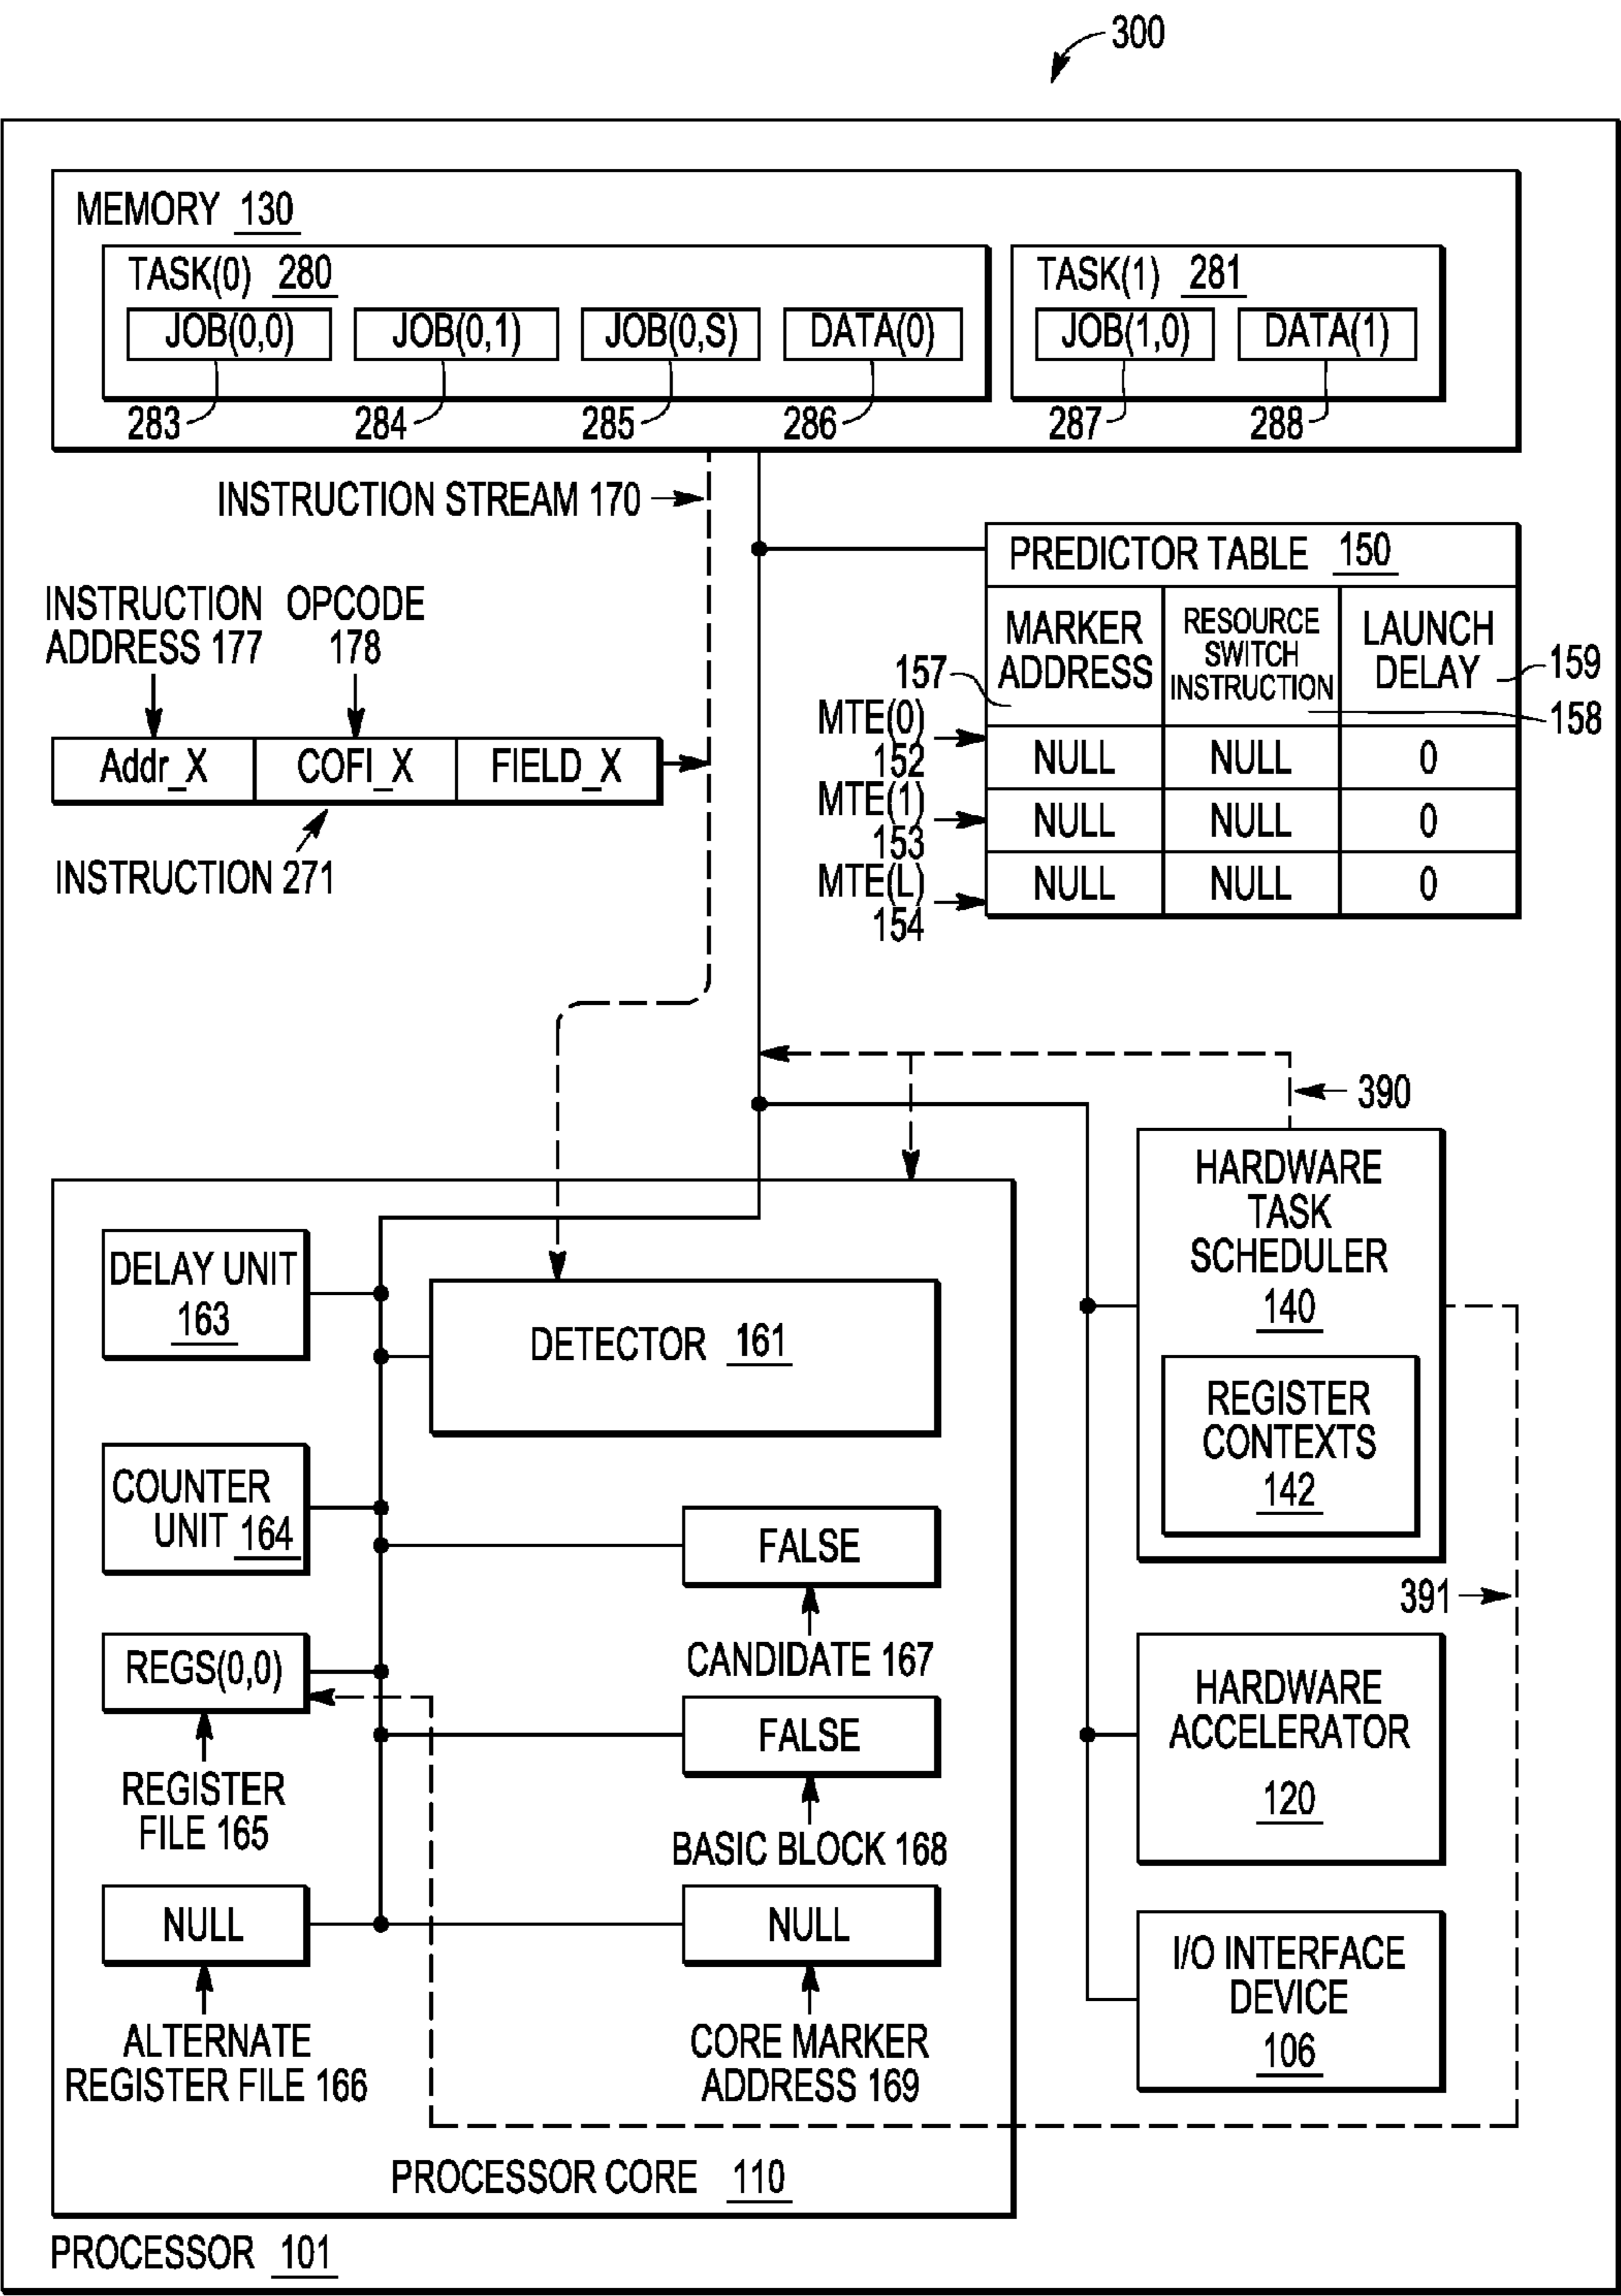 300
MEMORY 130
TASK(0) 280
JOB(0,0) JOB(0,1) JOB(0,S) DATA(0)
283 284 285 286
TASK(1) 281
JOB(1,0) DATA(1)
287 288
INSTRUCTION STREAM 170
PREDICTOR TABLE 150
MARKER
ADDRESS
RESOURCE
SWITCH
INSTRUCTION
LAUNCH
DELAY
157
159
158
MTE(0)
152
NULL NULL 0
MTE(1)
153
NULL NULL 0
MTE(L)
154
NULL NULL 0
INSTRUCTION
ADDRESS 177
OPCODE
178
Addr_X COFI_X FIELD_X
INSTRUCTION 271
390
HARDWARE
TASK
SCHEDULER
140
REGISTER
CONTEXTS
142
391
HARDWARE
ACCELERATOR
120
I/O INTERFACE
DEVICE
106
DELAY UNIT
163
DETECTOR 161
COUNTER
UNIT 164
FALSE
CANDIDATE 167
REGS(0,0)
REGISTER
FILE 165
FALSE
BASIC BLOCK 168
NULL
ALTERNATE
REGISTER FILE 166
NULL
CORE MARKER
ADDRESS 169
PROCESSOR CORE 110
PROCESSOR 101